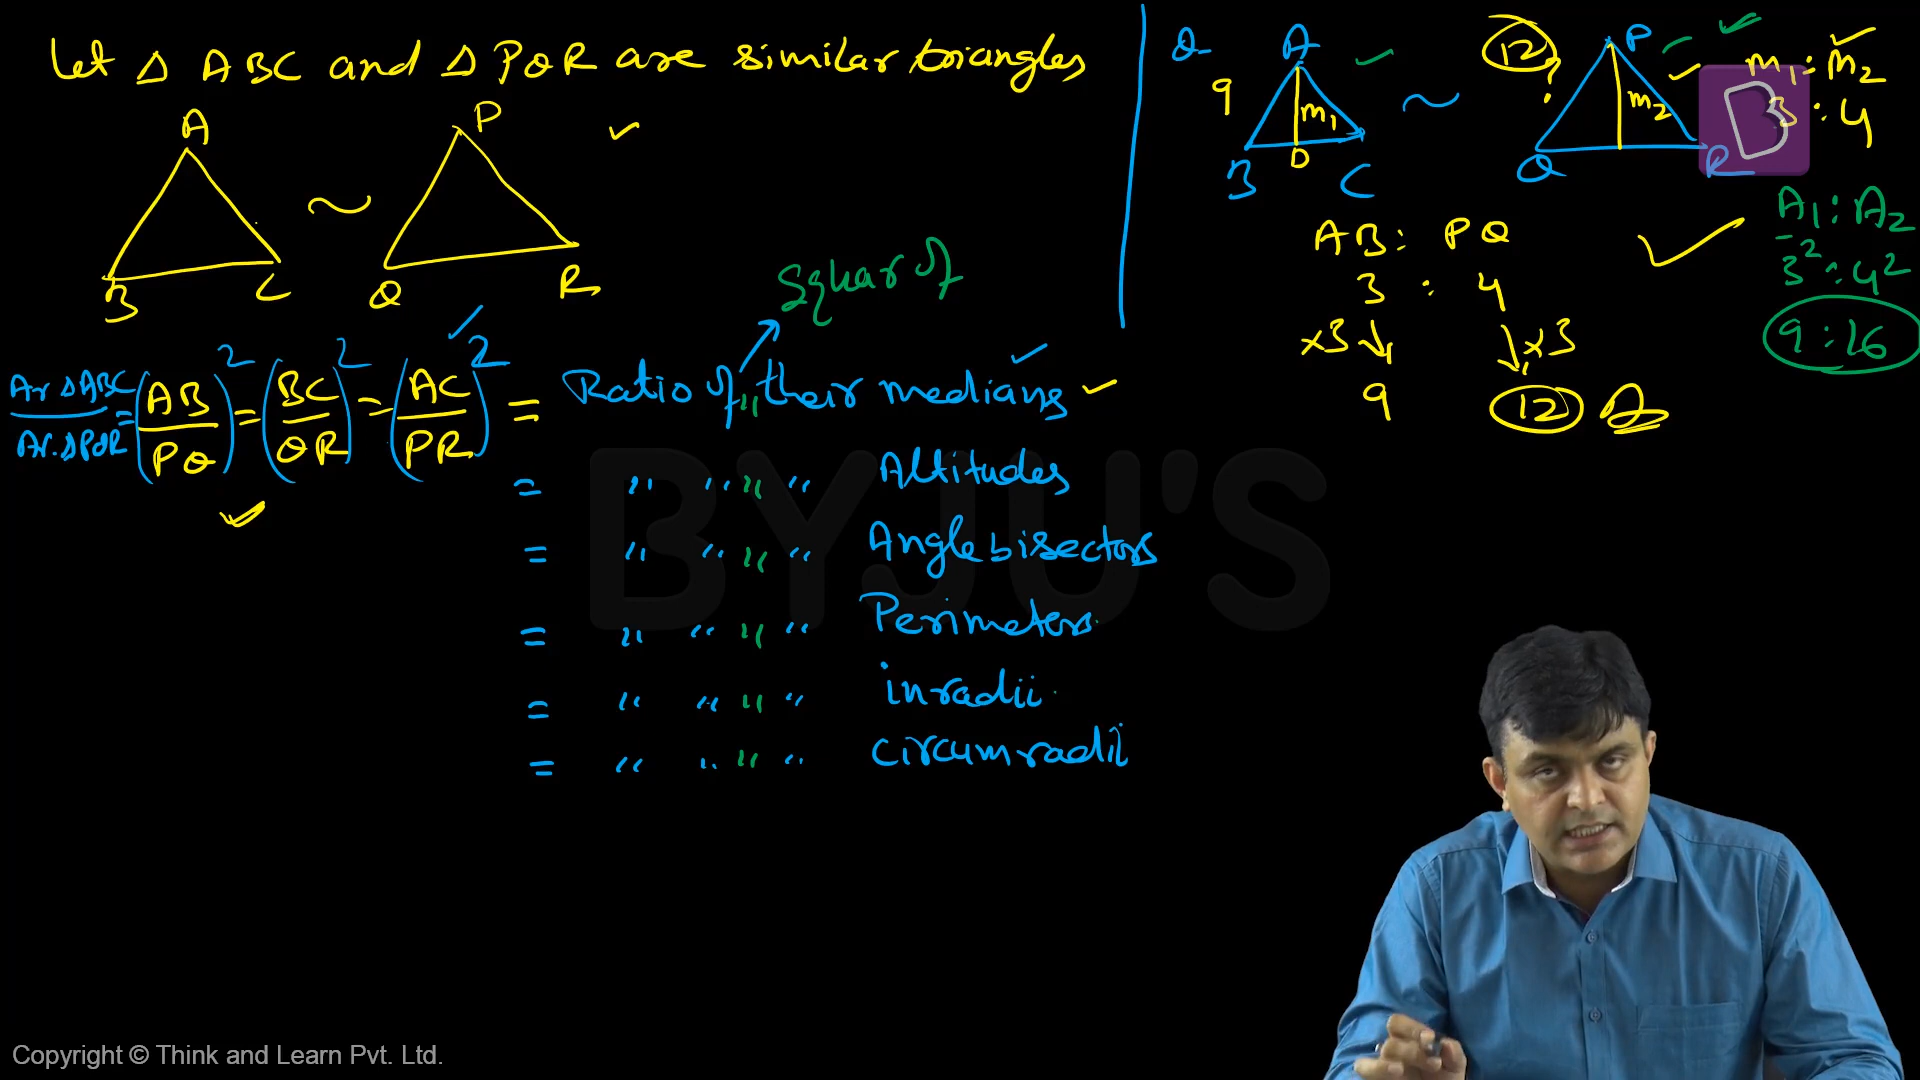 Let Δ ABC and Δ PQR are similar triangles
A
P ✓
~
B C Q R
Squar of
Ar ΔABC / Ar. ΔPQR = (AB/PQ)² = (BC/QR)² = (AC/PR)² = Ratio of " their medians ✓
= " " " " Altitudes
= " " " " Angle bisectors
= " " " " Perimeters
= " " " " inradii
= " " " " circumradii
Q A 12 ? P m₁ : m₂
9 m₁ ~ m₂ 3 : 4
B D C Q R
B
AB : PQ
3 : 4
×3 ×3
9 12 A
A₁ : A₂
3² : 4²
9 : 16
BYJU'S
Copyright © Think and Learn Pvt. Ltd.